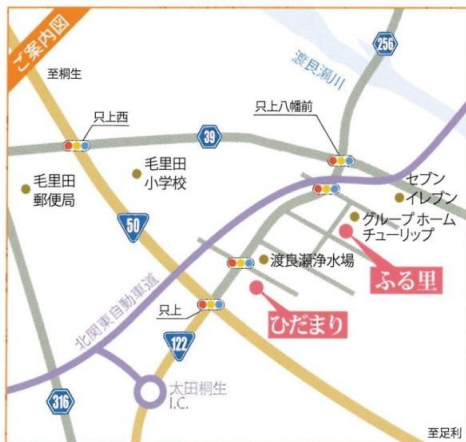 ご案内図
至桐生
渡良瀬川
256
只上西
39
只上八幡前
毛里田
小学校
毛里田
郵便局
セブン
イレブン
グループホーム
チューリップ
50
ふる里
渡良瀬浄水場
ひだまり
北関東自動車道
只上
122
太田桐生
I.C.
316
至足利